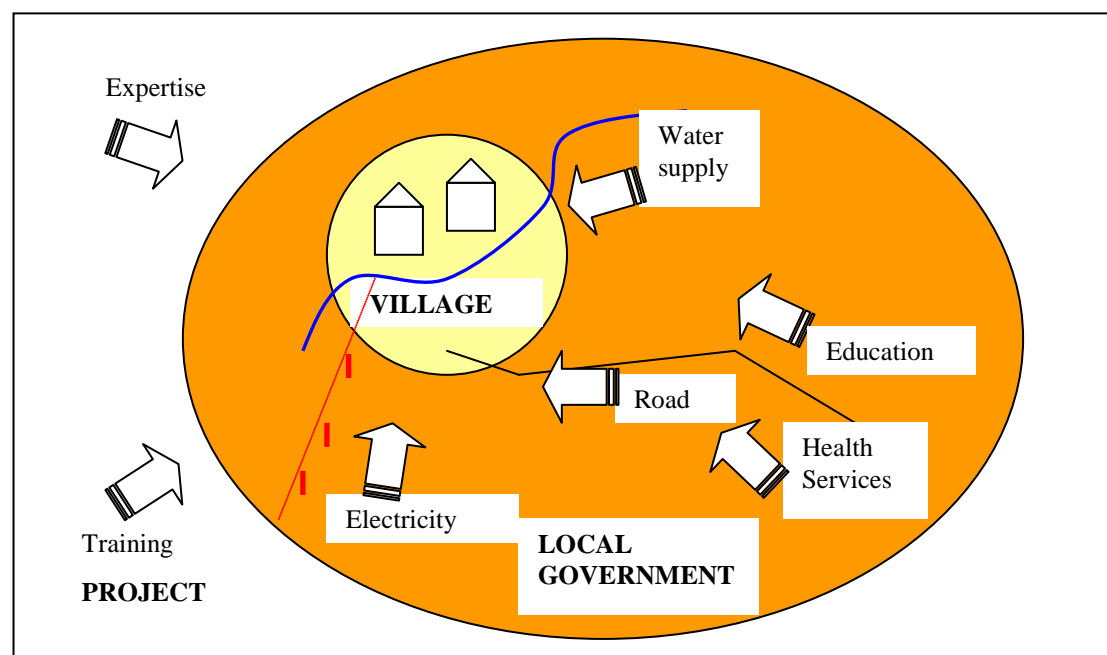 Expertise
Water
supply
VILLAGE
Education
Road
Health
Services
Electricity
Training
LOCAL
GOVERNMENT
PROJECT